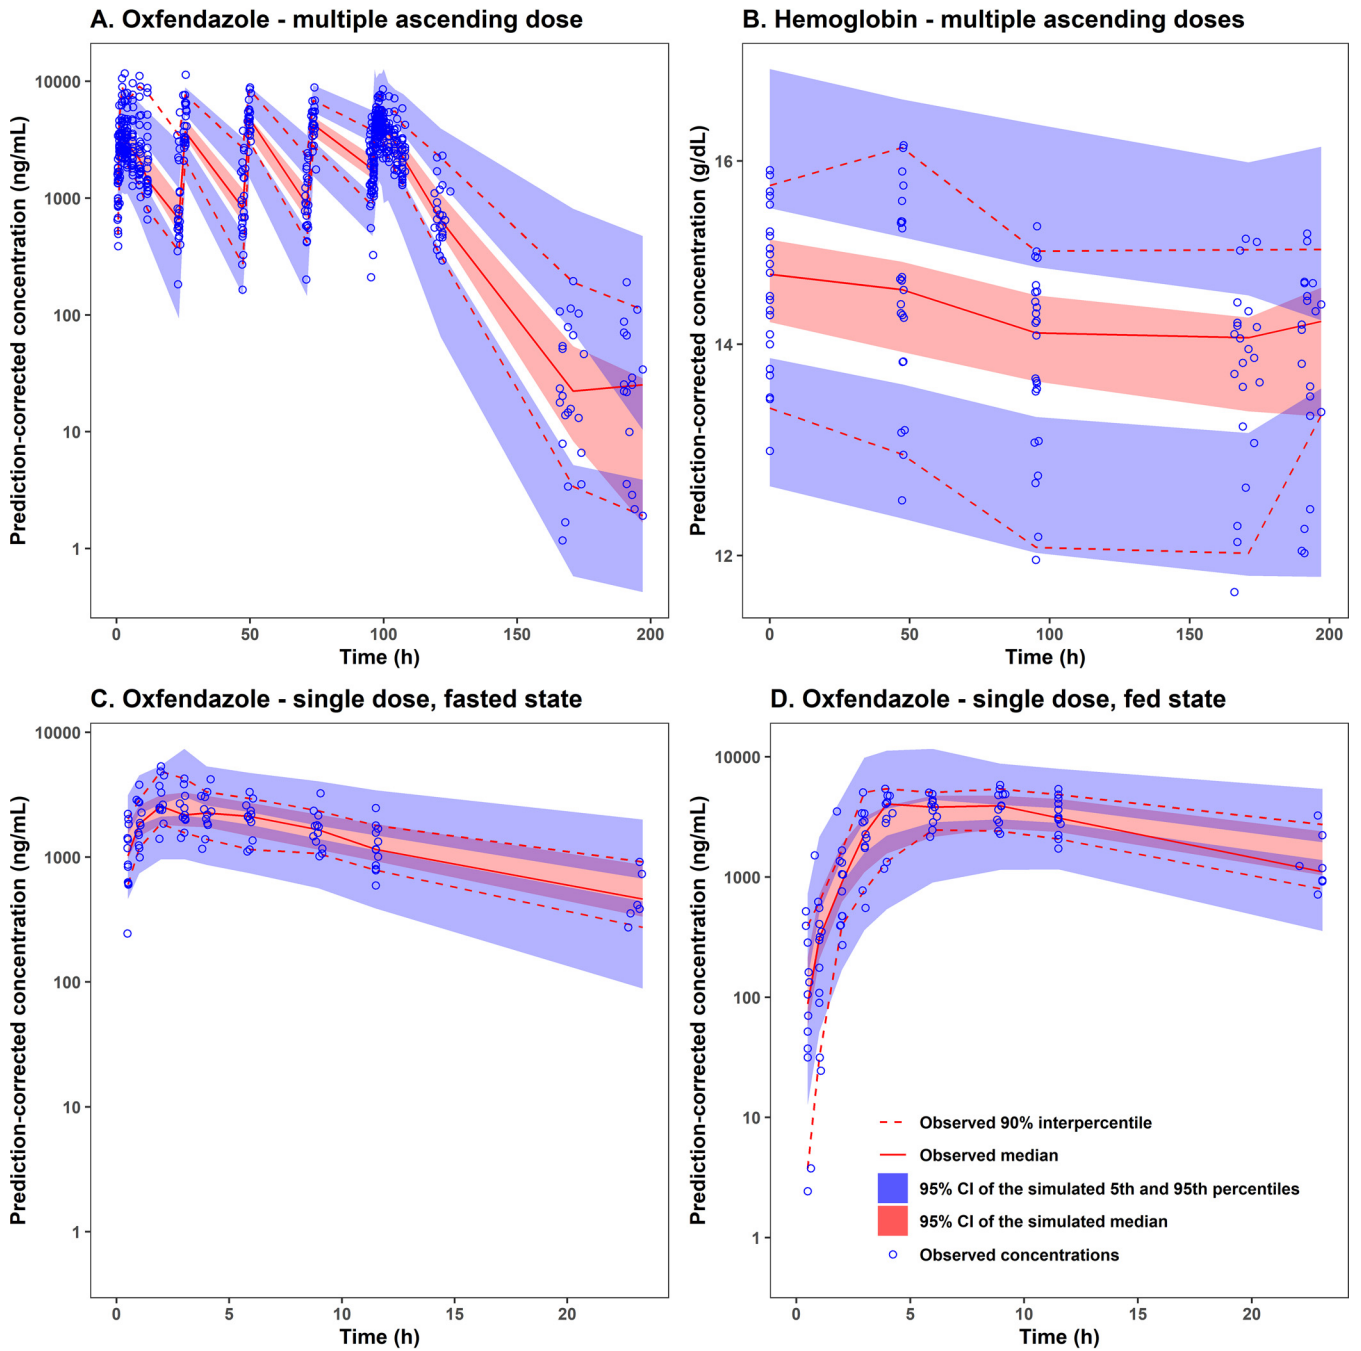 A. Oxfendazole - multiple ascending dose
Prediction-corrected concentration (ng/mL)
10000
1000
100
10
1
0
50
100
150
200
Time (h)
B. Hemoglobin - multiple ascending doses
Prediction-corrected concentration (g/dL)
16
14
12
0
50
100
150
200
Time (h)
C. Oxfendazole - single dose, fasted state
Prediction-corrected concentration (ng/mL)
10000
1000
100
10
1
0
5
10
15
20
Time (h)
D. Oxfendazole - single dose, fed state
Prediction-corrected concentration (ng/mL)
10000
1000
100
10
1
Observed 90% interpercentile
Observed median
95% CI of the simulated 5th and 95th percentiles
95% CI of the simulated median
Observed concentrations
0
5
10
15
20
Time (h)